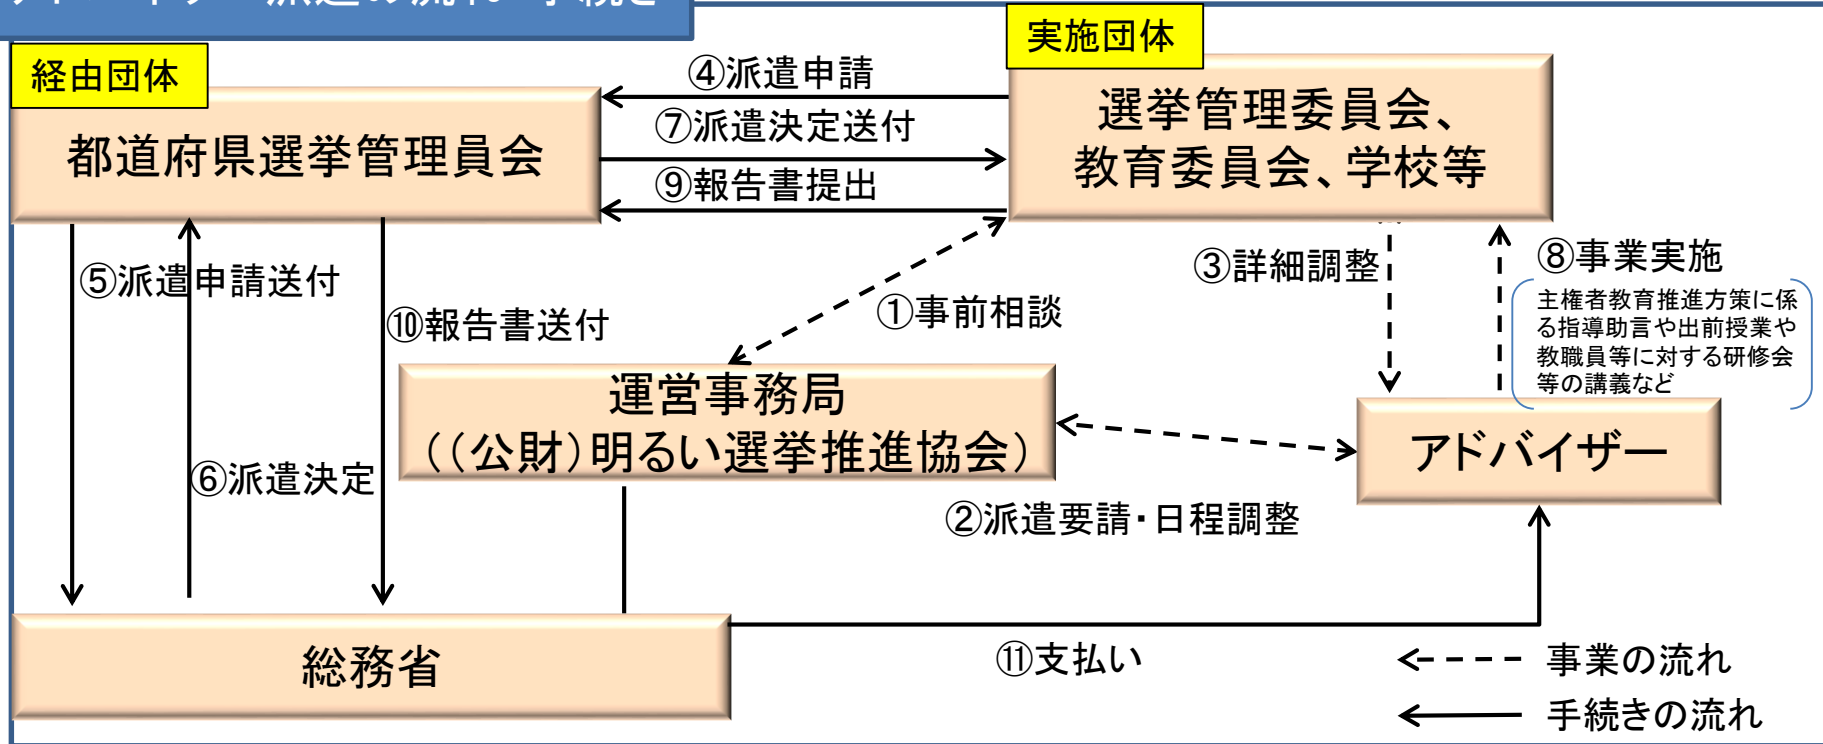 経由団体
都道府県選挙管理員会
実施団体
選挙管理委員会、
教育委員会、学校等
④派遣申請
⑦派遣決定送付
⑨報告書提出
⑤派遣申請送付
⑩報告書送付
⑥派遣決定
①事前相談
③詳細調整
⑧事業実施
主権者教育推進方策に係
る指導助言や出前授業や
教職員等に対する研修会
等の講義など
運営事務局
((公財)明るい選挙推進協会)
アドバイザー
②派遣要請・日程調整
総務省
⑪支払い
事業の流れ
手続きの流れ